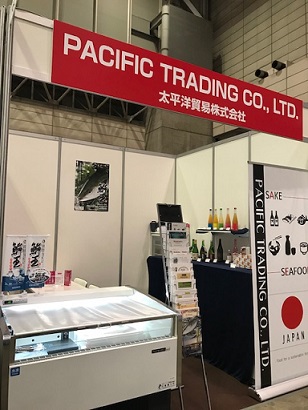 PACIFIC TRADING CO., LTD.
太平洋貿易株式会社
SAKE
PACIFIC TRADING CO., LTD.
SEAFOOD
JAPAN